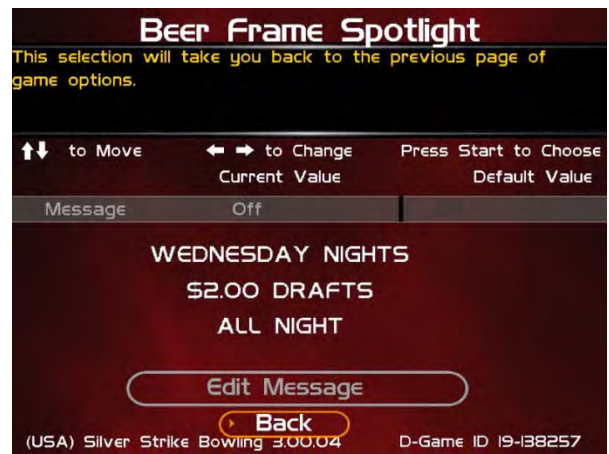 Beer Frame Spotlight
This selection will take you back to the previous page of
game options.
↑↓ to Move ← → to Change Press Start to Choose
Current Value Default Value
Message Off
WEDNESDAY NIGHTS
$2.00 DRAFTS
ALL NIGHT
Edit Message
Back
(USA) Silver Strike Bowling 3.00.04 D-Game ID 19-138257